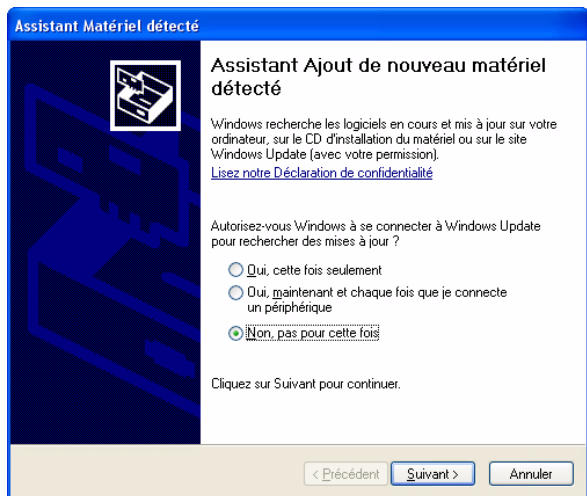 Assistant Matériel détecté
Assistant Ajout de nouveau matériel
détecté
Windows recherche les logiciels en cours et mis à jour sur votre
ordinateur, sur le CD d'installation du matériel ou sur le site
Windows Update (avec votre permission).
Lisez notre Déclaration de confidentialité
Autorisez-vous Windows à se connecter à Windows Update
pour rechercher des mises à jour ?
Oui, cette fois seulement
Oui, maintenant et chaque fois que je connecte
un périphérique
Non, pas pour cette fois
Cliquez sur Suivant pour continuer.
< Précédent Suivant > Annuler